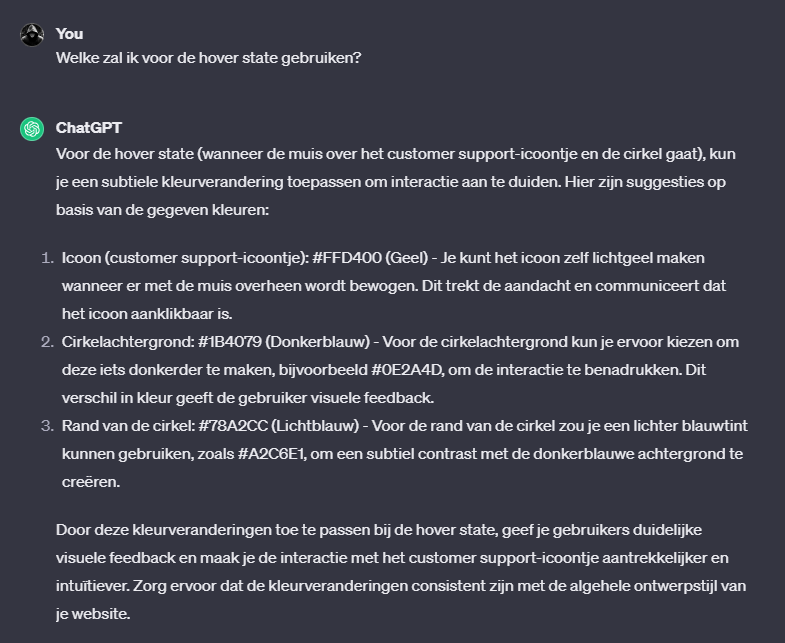 You
Welke zal ik voor de hover state gebruiken?
ChatGPT
Voor de hover state (wanneer de muis over het customer support-icoontje en de cirkel gaat), kun
je een subtiele kleurverandering toepassen om interactie aan te duiden. Hier zijn suggesties op
basis van de gegeven kleuren:
1. Icoon (customer support-icoontje): #FFD400 (Geel) - Je kunt het icoon zelf lichtgeel maken
wanneer er met de muis overheen wordt bewogen. Dit trekt de aandacht en communiceert dat
het icoon aanklikbaar is.
2. Cirkelachtergrond: #1B4079 (Donkerblauw) - Voor de cirkelachtergrond kun je ervoor kiezen om
deze iets donkerder te maken, bijvoorbeeld #0E2A4D, om de interactie te benadrukken. Dit
verschil in kleur geeft de gebruiker visuele feedback.
3. Rand van de cirkel: #78A2CC (Lichtblauw) - Voor de rand van de cirkel zou je een lichter blauwtint
kunnen gebruiken, zoals #A2C6E1, om een subtiel contrast met de donkerblauwe achtergrond te
creëren.
Door deze kleurveranderingen toe te passen bij de hover state, geef je gebruikers duidelijke
visuele feedback en maak je de interactie met het customer support-icoontje aantrekkelijker en
intuïtiever. Zorg ervoor dat de kleurveranderingen consistent zijn met de algehele ontwerpstijl van
je website.